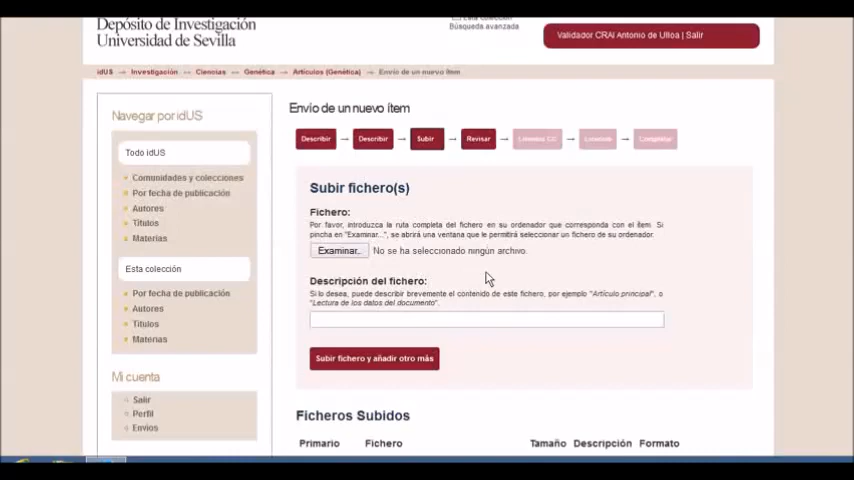 Depósito de Investigación
Universidad de Sevilla
Esta colección
Búsqueda avanzada
Validador CRAI Antonio de Ulloa | Salir
idUS → Investigación → Ciencias → Genética → Artículos (Genética) → Envío de un nuevo ítem
Navegar por idUS
Todo idUS
Comunidades y colecciones
Por fecha de publicación
Autores
Títulos
Materias
Esta colección
Por fecha de publicación
Autores
Títulos
Materias
Mi cuenta
Salir
Perfil
Envíos
Envío de un nuevo ítem
Describir → Describir → Subir → Revisar → Licencia CC → Licencia → Completar
Subir fichero(s)
Fichero:
Por favor, introduzca la ruta completa del fichero en su ordenador que corresponda con el ítem. Si
pincha en "Examinar...", se abrirá una ventana que le permitirá seleccionar un fichero de su ordenador.
Examinar.. No se ha seleccionado ningún archivo.
Descripción del fichero:
Si lo desea, puede describir brevemente el contenido de este fichero, por ejemplo "Artículo principal", o
"Lectura de los datos del documento".
Subir fichero y añadir otro más
Ficheros Subidos
Primario Fichero Tamaño Descripción Formato